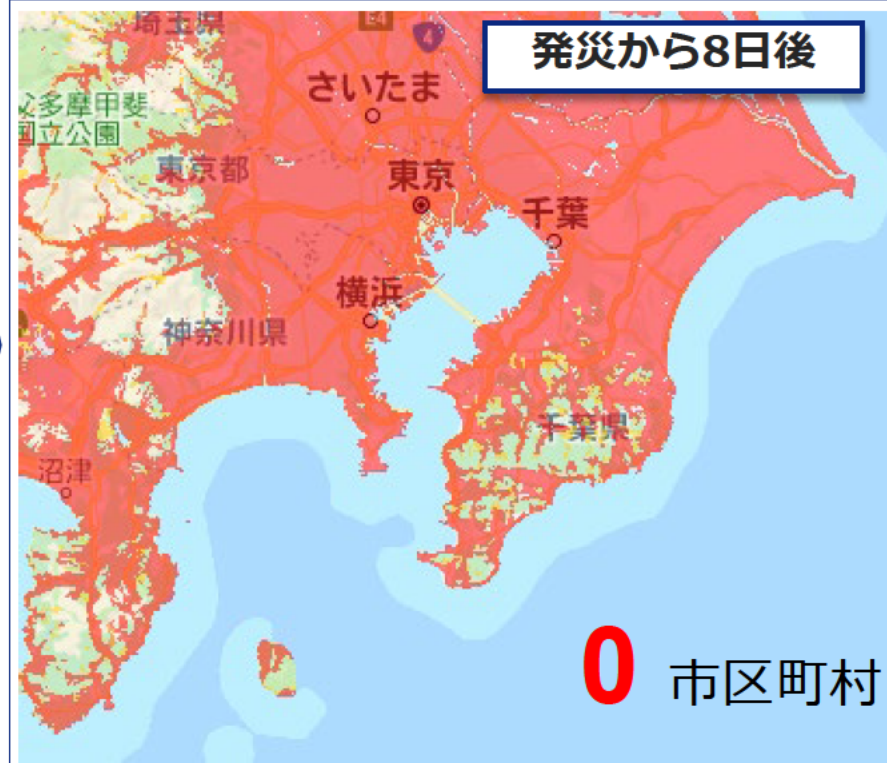 埼玉県
E4
4
発災から8日後
さいたま
父多摩甲斐
国立公園
東京都
東京
千葉
横浜
神奈川県
千葉県
沼津
0 市区町村